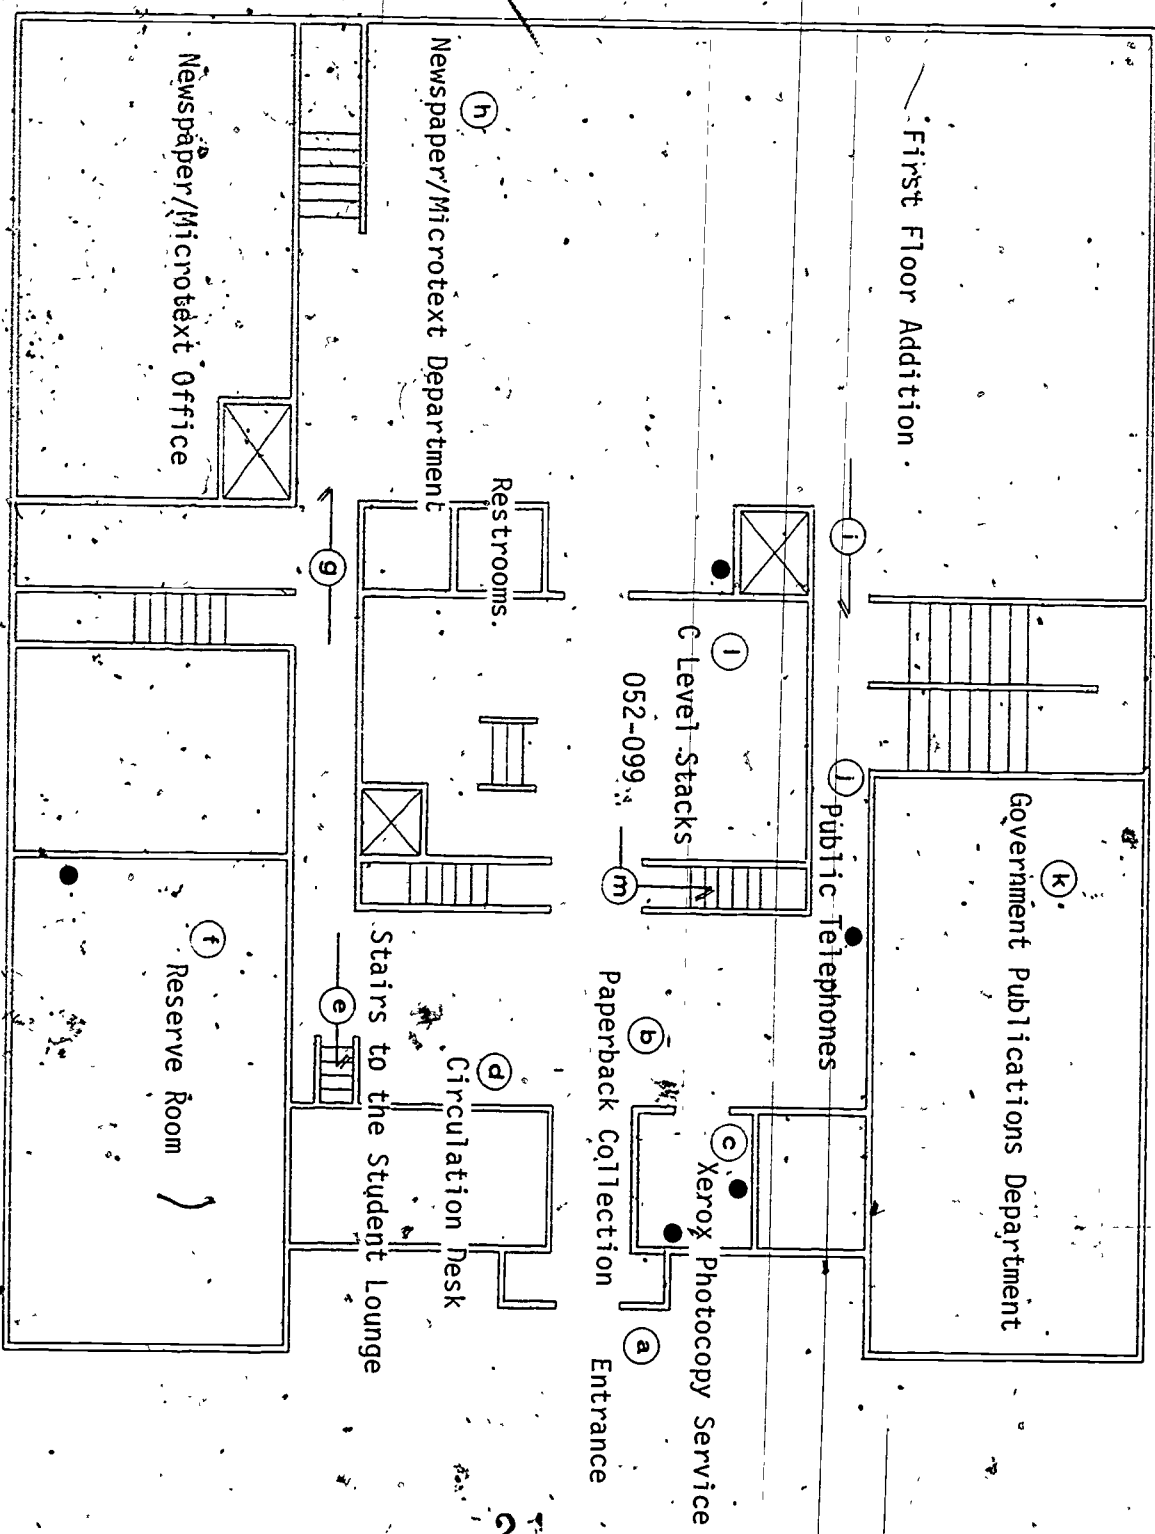 k
Government Publications Department
First Floor Addition
i
j
Public Telephones
l
C Level Stacks
052-099
m
c
Xerox Photocopy Service
b
Paperback Collection
a
Entrance
Restrooms.
d
Circulation Desk
h
Newspaper/Microtext Department
Stairs to the Student Lounge
g
e
f
Reserve Room
Newspaper/Microtext Office